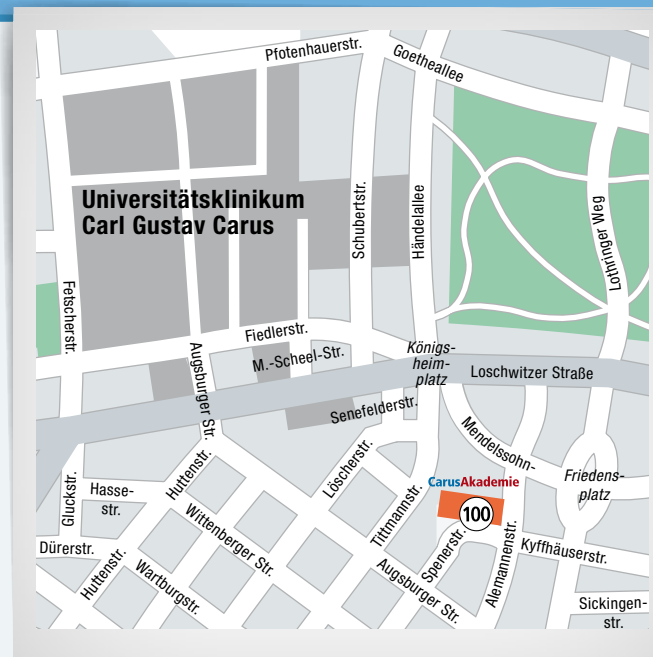 Pfotenhauerstr.
Goetheallee
Universitätsklinikum
Carl Gustav Carus
Schubertstr.
Händelallee
Lothringer Weg
Fetscherstr.
Fiedlerstr.
M.-Scheel-Str.
Augsburger Str.
Königs-
heim-
platz
Loschwitzer Straße
Senefelderstr.
Mendelssohn-
Löscherstr.
Huttenstr.
Gluckstr.
Hasse-
str.
CarusAkademie
100
Friedens-
platz
Tittmannstr.
Wittenberger Str.
Dürerstr.
Huttenstr.
Wartburgstr.
Augsburger Str.
Spenerstr.
Alemannenstr.
Kyffhäuserstr.
Sickingen-
str.